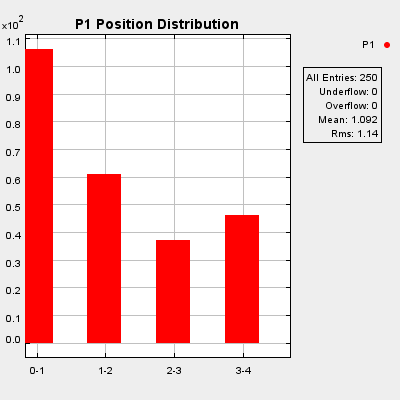 x10²
P1 Position Distribution
P1
All Entries: 250
Underflow: 0
Overflow: 0
Mean: 1.092
Rms: 1.14
1.1
1.0
0.9
0.8
0.7
0.6
0.5
0.4
0.3
0.2
0.1
0.0
0-1
1-2
2-3
3-4